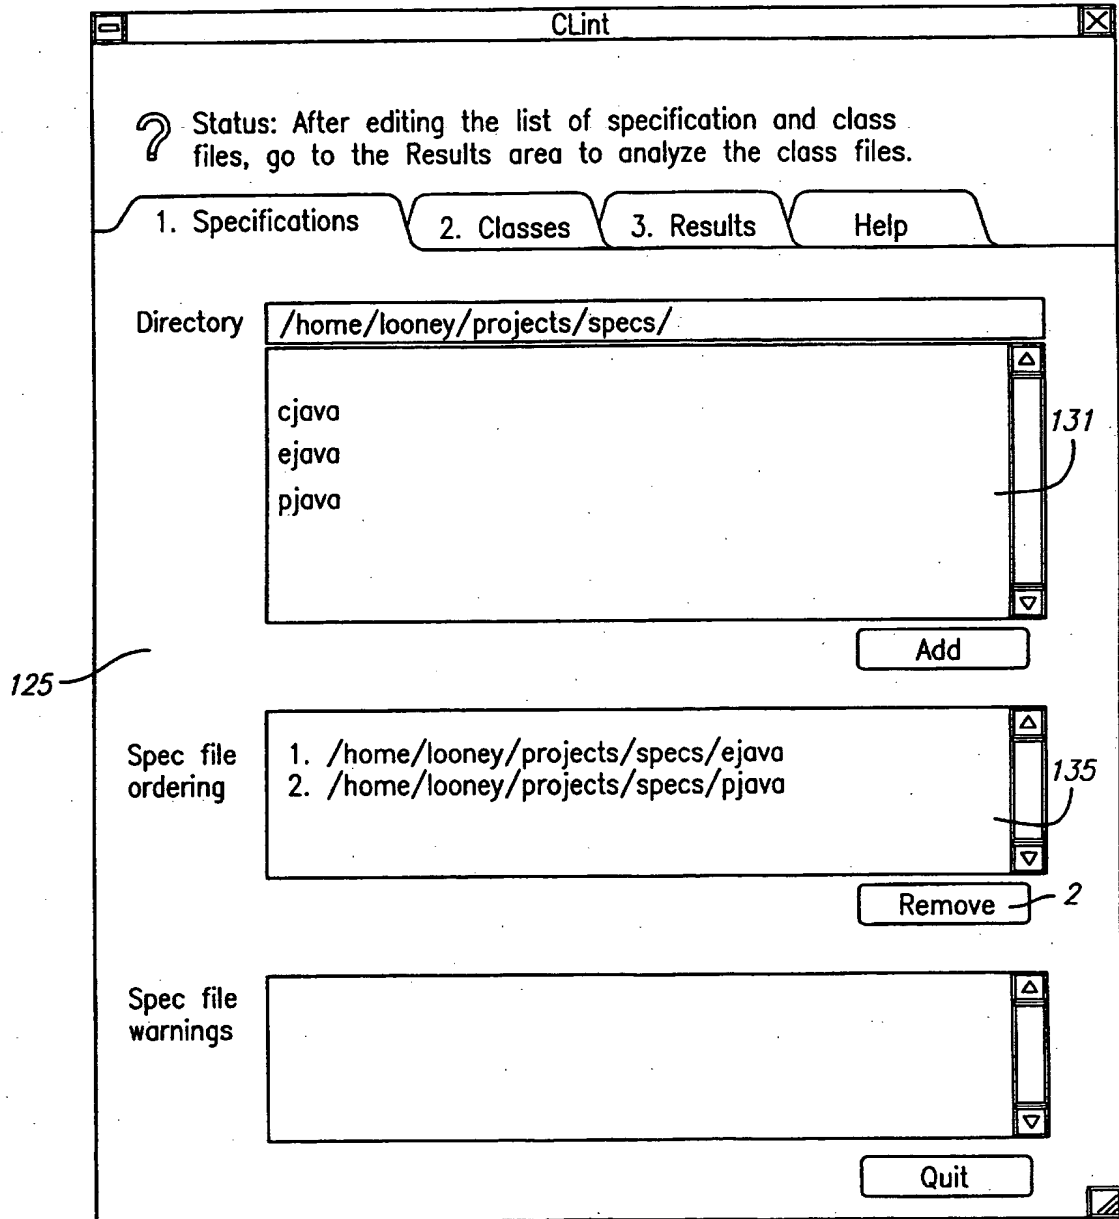 CLint
Status: After editing the list of specification and class
files, go to the Results area to analyze the class files.
1. Specifications
2. Classes
3. Results
Help
Directory
/home/looney/projects/specs/
cjava
ejava
pjava
131
Add
125
Spec file
ordering
1. /home/looney/projects/specs/ejava
2. /home/looney/projects/specs/pjava
135
Remove
2
Spec file
warnings
Quit